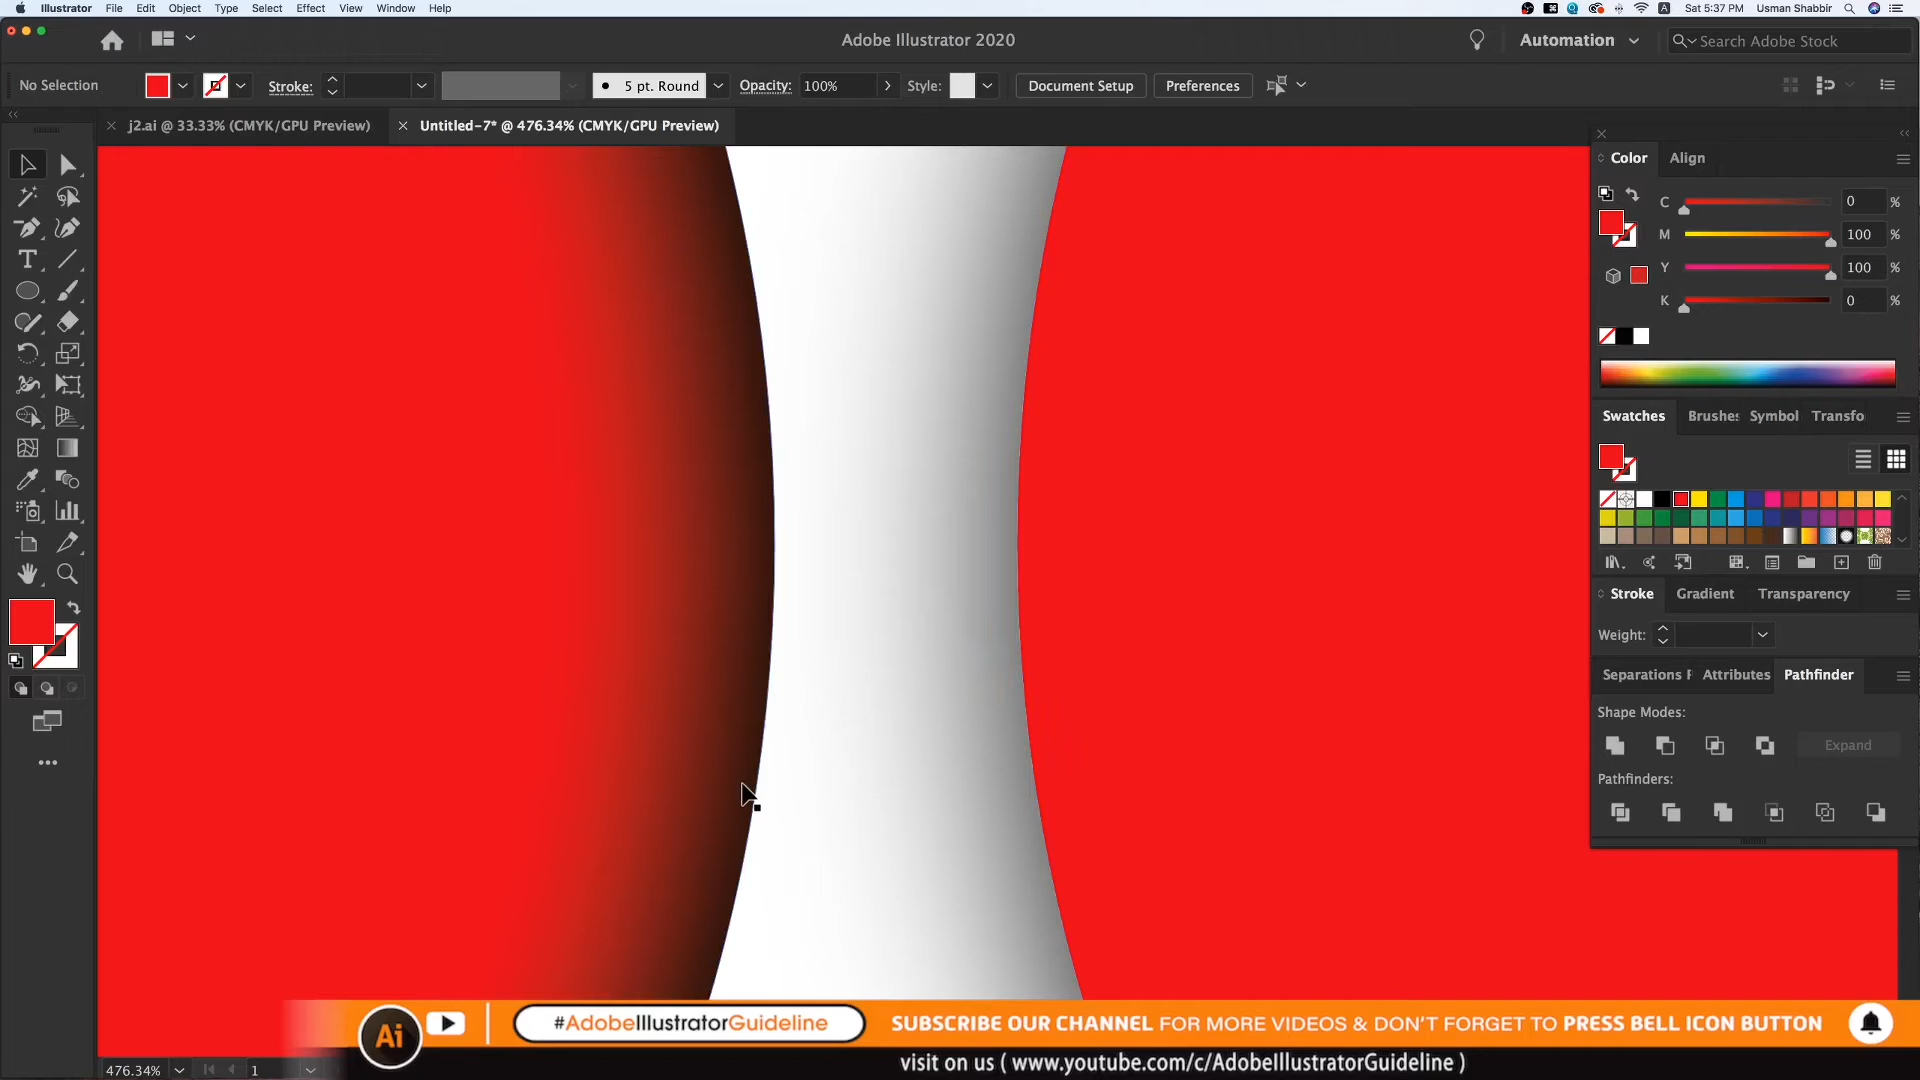 Illustrator File Edit Object Type Select Effect View Window Help
A Sat 5:37 PM Usman Shabbir
Adobe Illustrator 2020
Automation
Search Adobe Stock
No Selection
Stroke:
5 pt. Round
Opacity: 100%
Style:
Document Setup
Preferences
j2.ai @ 33.33% (CMYK/GPU Preview)
Untitled-7* @ 476.34% (CMYK/GPU Preview)
Color Align
C 0 %
M 100 %
Y 100 %
K 0 %
Swatches Brushes Symbol Transfo
Stroke Gradient Transparency
Weight:
Separations P Attributes Pathfinder
Shape Modes:
Expand
Pathfinders:
T
Ai
#AdobeIllustratorGuideline
SUBSCRIBE OUR CHANNEL FOR MORE VIDEOS & DON'T FORGET TO PRESS BELL ICON BUTTON
visit on us ( www.youtube.com/c/AdobeIllustratorGuideline )
476.34% 1